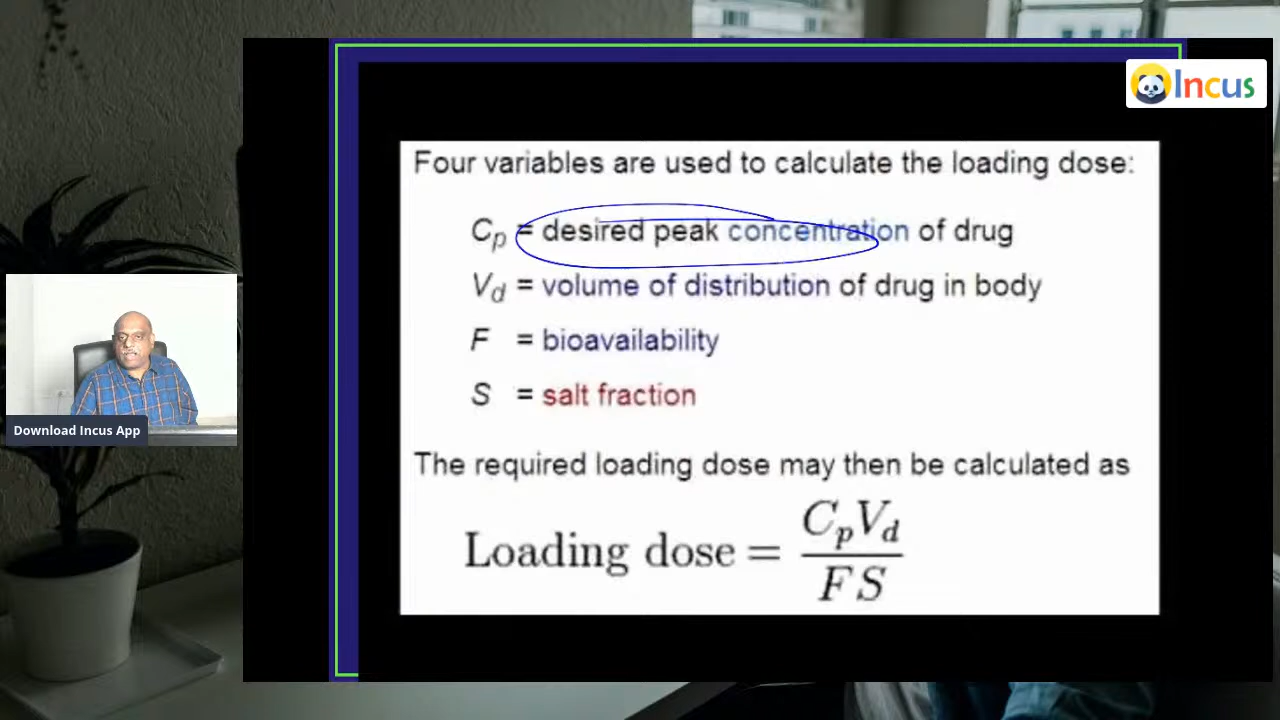 Incus
Four variables are used to calculate the loading dose:
Cp = desired peak concentration of drug
Vd = volume of distribution of drug in body
F = bioavailability
S = salt fraction
Download Incus App
The required loading dose may then be calculated as
Loading dose = CpVd
FS